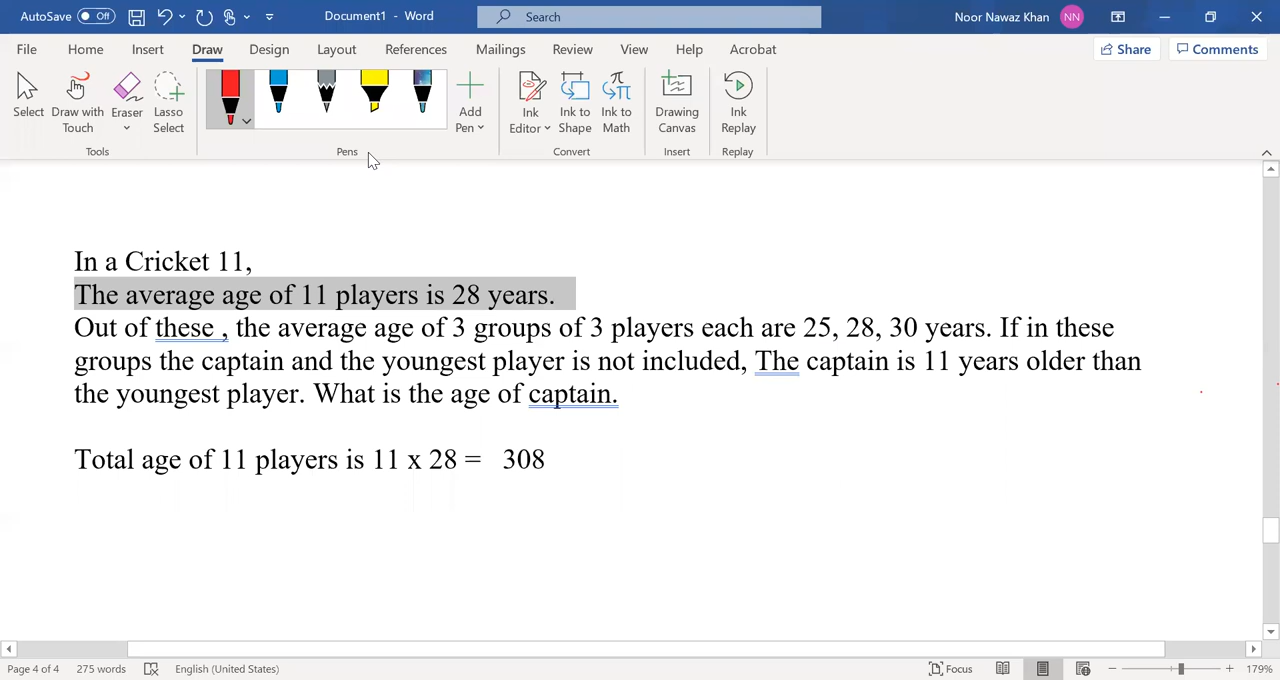 AutoSave Off Document1 - Word Search Noor Nawaz Khan NN
File Home Insert Draw Design Layout References Mailings Review View Help Acrobat Share Comments
Select Draw with Touch Eraser Lasso Select Add Pen Ink Editor Ink to Shape Ink to Math Drawing Canvas Ink Replay
Tools Pens Convert Insert Replay
In a Cricket 11,
The average age of 11 players is 28 years.
Out of these , the average age of 3 groups of 3 players each are 25, 28, 30 years. If in these
groups the captain and the youngest player is not included, The captain is 11 years older than
the youngest player. What is the age of captain.
Total age of 11 players is 11 x 28 = 308
Page 4 of 4 275 words English (United States) Focus 179%